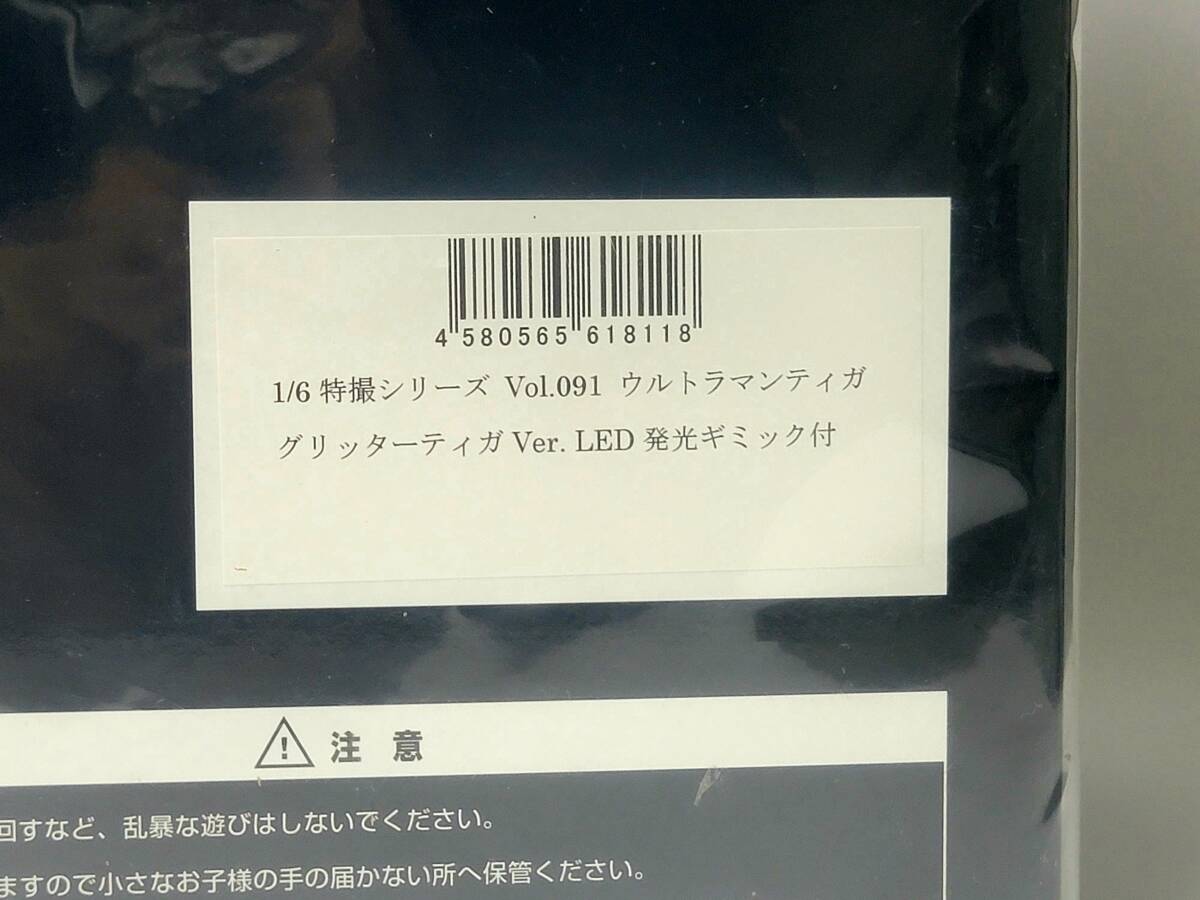 4 580565 618118
1/6 特撮シリーズ Vol.091 ウルトラマンティガ
グリッターティガ Ver. LED 発光ギミック付
注 意
回すなど、乱暴な遊びはしないでください。
ますので小さなお子様の手の届かない所へ保管ください。